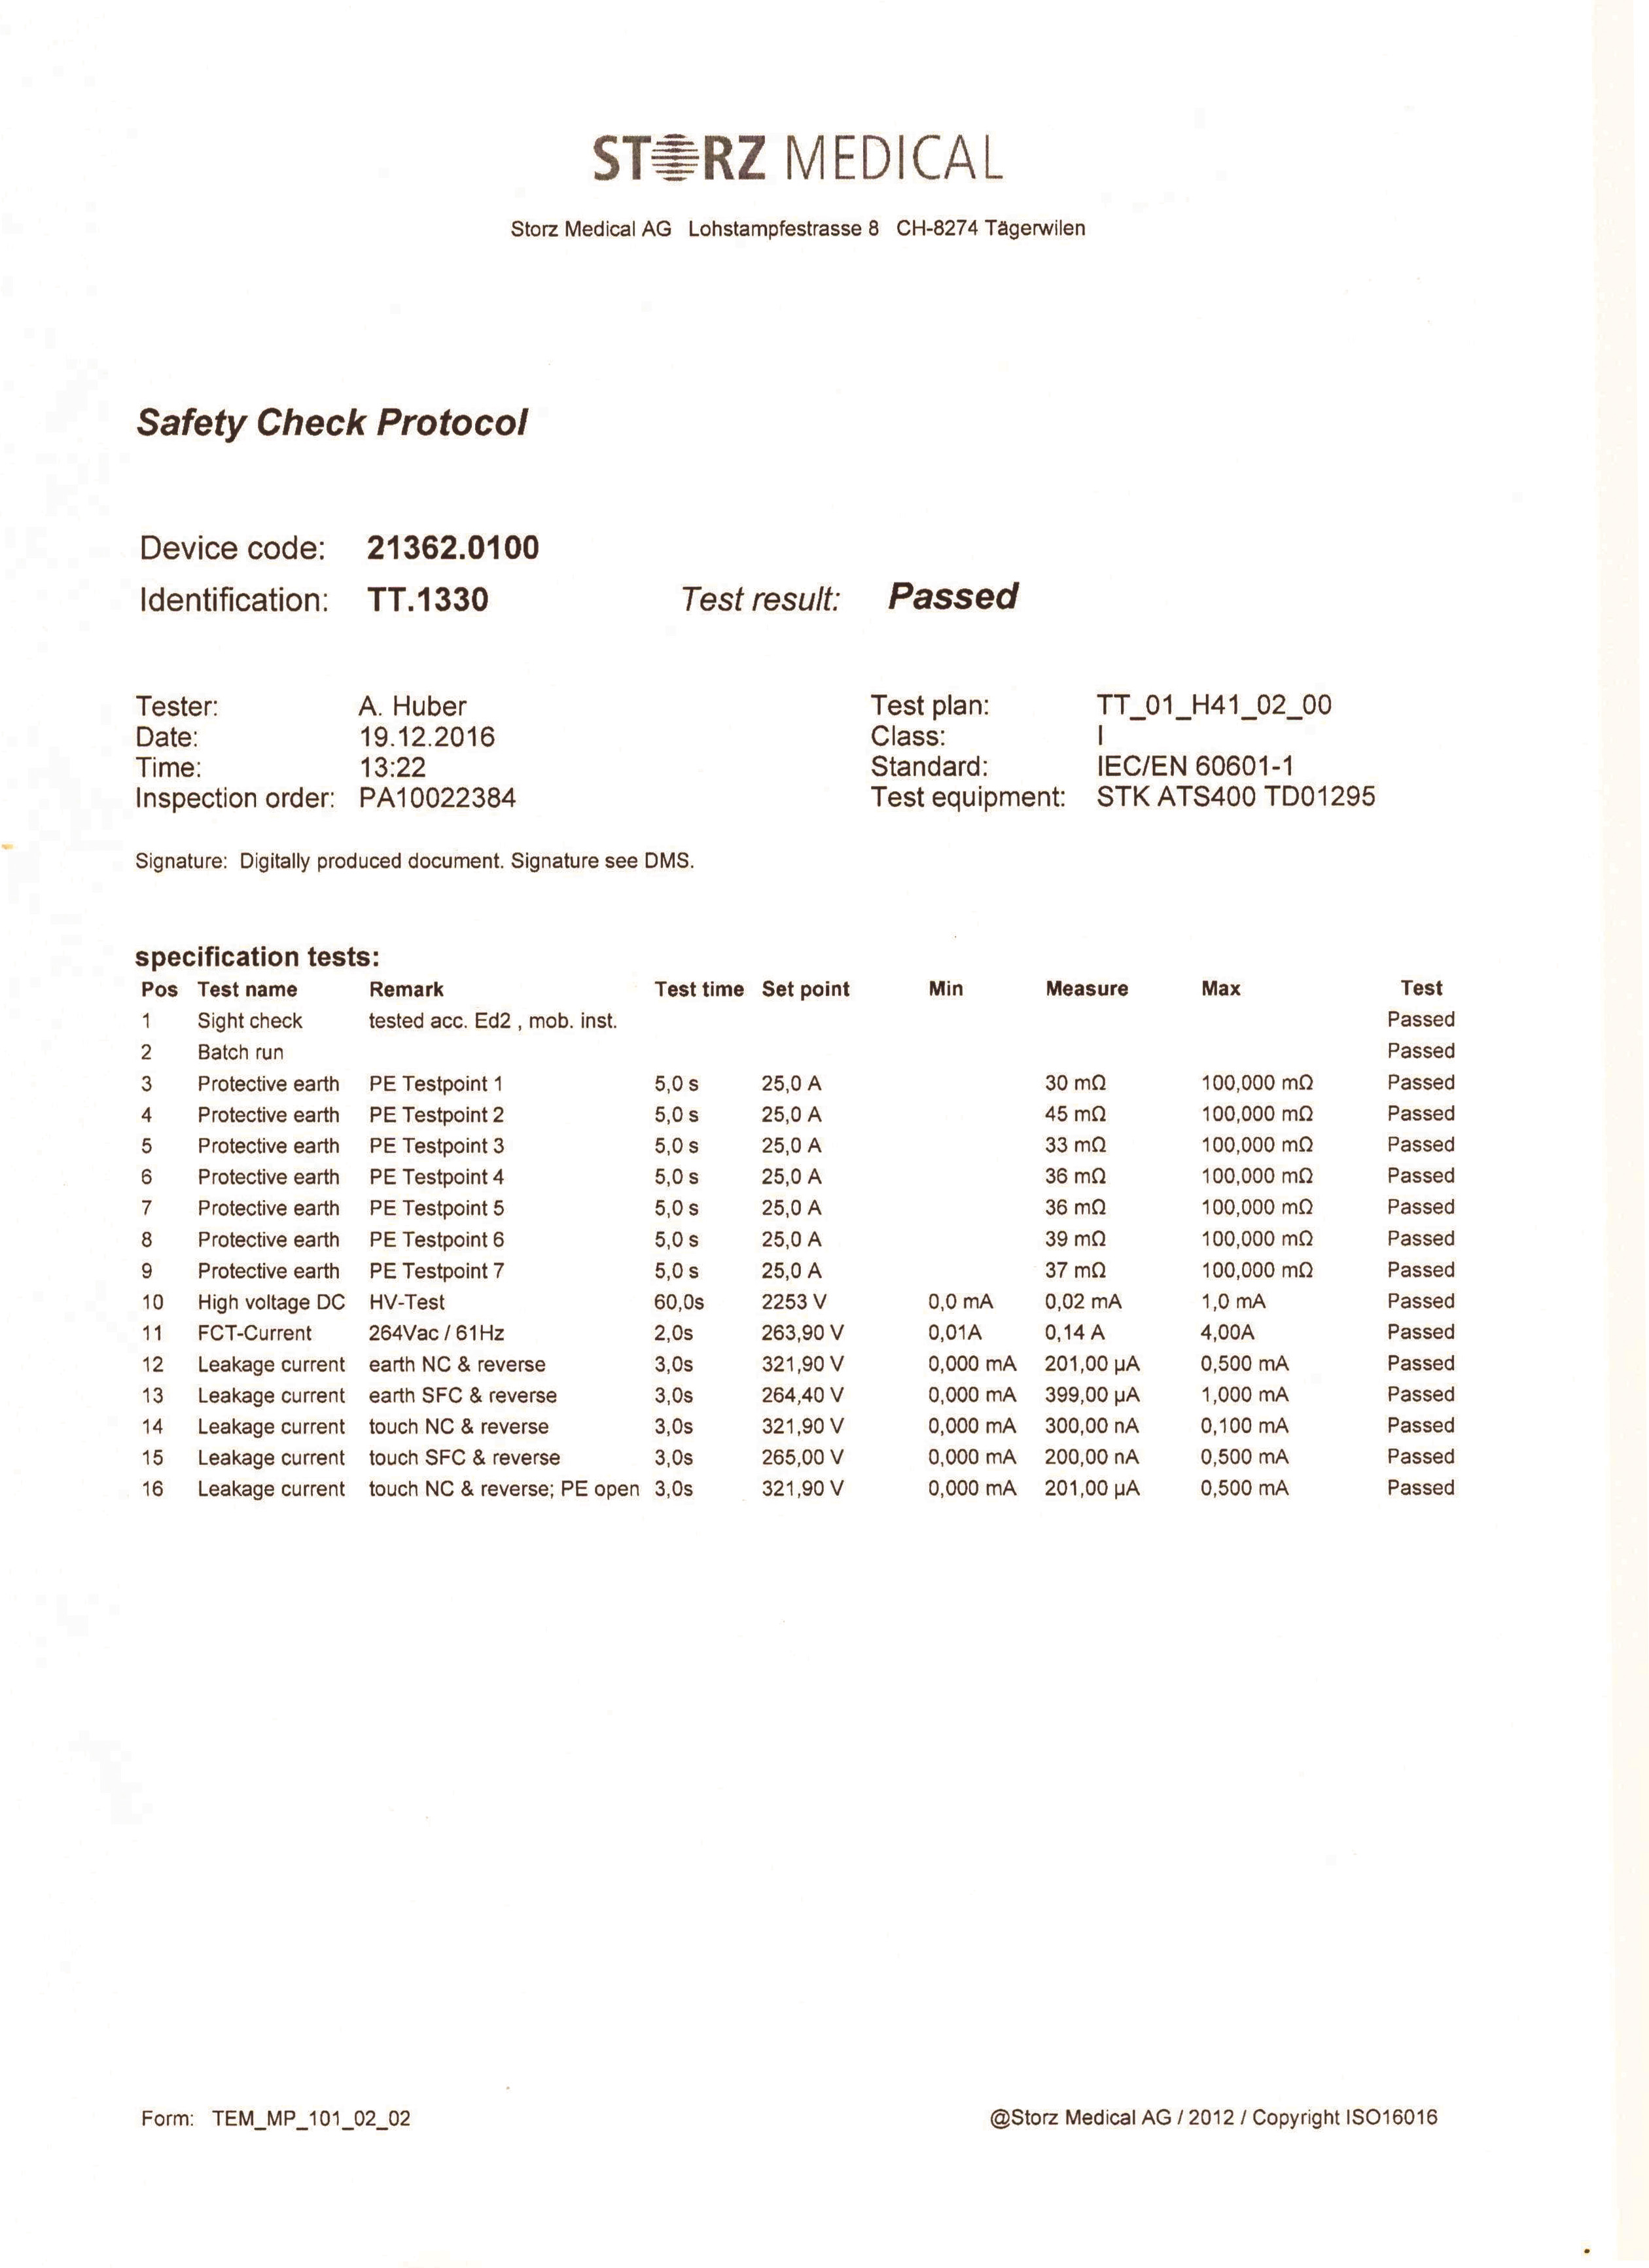 STORZ MEDICAL
Storz Medical AG Lohstampfestrasse 8 CH-8274 Tägerwilen
Safety Check Protocol
Device code: 21362.0100
Identification: TT.1330 Test result: Passed
Tester: A. Huber Test plan: TT_01_H41_02_00
Date: 19.12.2016 Class: I
Time: 13:22 Standard: IEC/EN 60601-1
Inspection order: PA10022384 Test equipment: STK ATS400 TD01295
Signature: Digitally produced document. Signature see DMS.
specification tests:
Pos Test name Remark Test time Set point Min Measure Max Test
1 Sight check tested acc. Ed2 , mob. inst. Passed
2 Batch run Passed
3 Protective earth PE Testpoint 1 5,0 s 25,0 A 30 mΩ 100,000 mΩ Passed
4 Protective earth PE Testpoint 2 5,0 s 25,0 A 45 mΩ 100,000 mΩ Passed
5 Protective earth PE Testpoint 3 5,0 s 25,0 A 33 mΩ 100,000 mΩ Passed
6 Protective earth PE Testpoint 4 5,0 s 25,0 A 36 mΩ 100,000 mΩ Passed
7 Protective earth PE Testpoint 5 5,0 s 25,0 A 36 mΩ 100,000 mΩ Passed
8 Protective earth PE Testpoint 6 5,0 s 25,0 A 39 mΩ 100,000 mΩ Passed
9 Protective earth PE Testpoint 7 5,0 s 25,0 A 37 mΩ 100,000 mΩ Passed
10 High voltage DC HV-Test 60,0s 2253 V 0,0 mA 0,02 mA 1,0 mA Passed
11 FCT-Current 264Vac / 61Hz 2,0s 263,90 V 0,01A 0,14 A 4,00A Passed
12 Leakage current earth NC & reverse 3,0s 321,90 V 0,000 mA 201,00 µA 0,500 mA Passed
13 Leakage current earth SFC & reverse 3,0s 264,40 V 0,000 mA 399,00 µA 1,000 mA Passed
14 Leakage current touch NC & reverse 3,0s 321,90 V 0,000 mA 300,00 nA 0,100 mA Passed
15 Leakage current touch SFC & reverse 3,0s 265,00 V 0,000 mA 200,00 nA 0,500 mA Passed
16 Leakage current touch NC & reverse; PE open 3,0s 321,90 V 0,000 mA 201,00 µA 0,500 mA Passed
Form: TEM_MP_101_02_02 @Storz Medical AG / 2012 / Copyright ISO16016